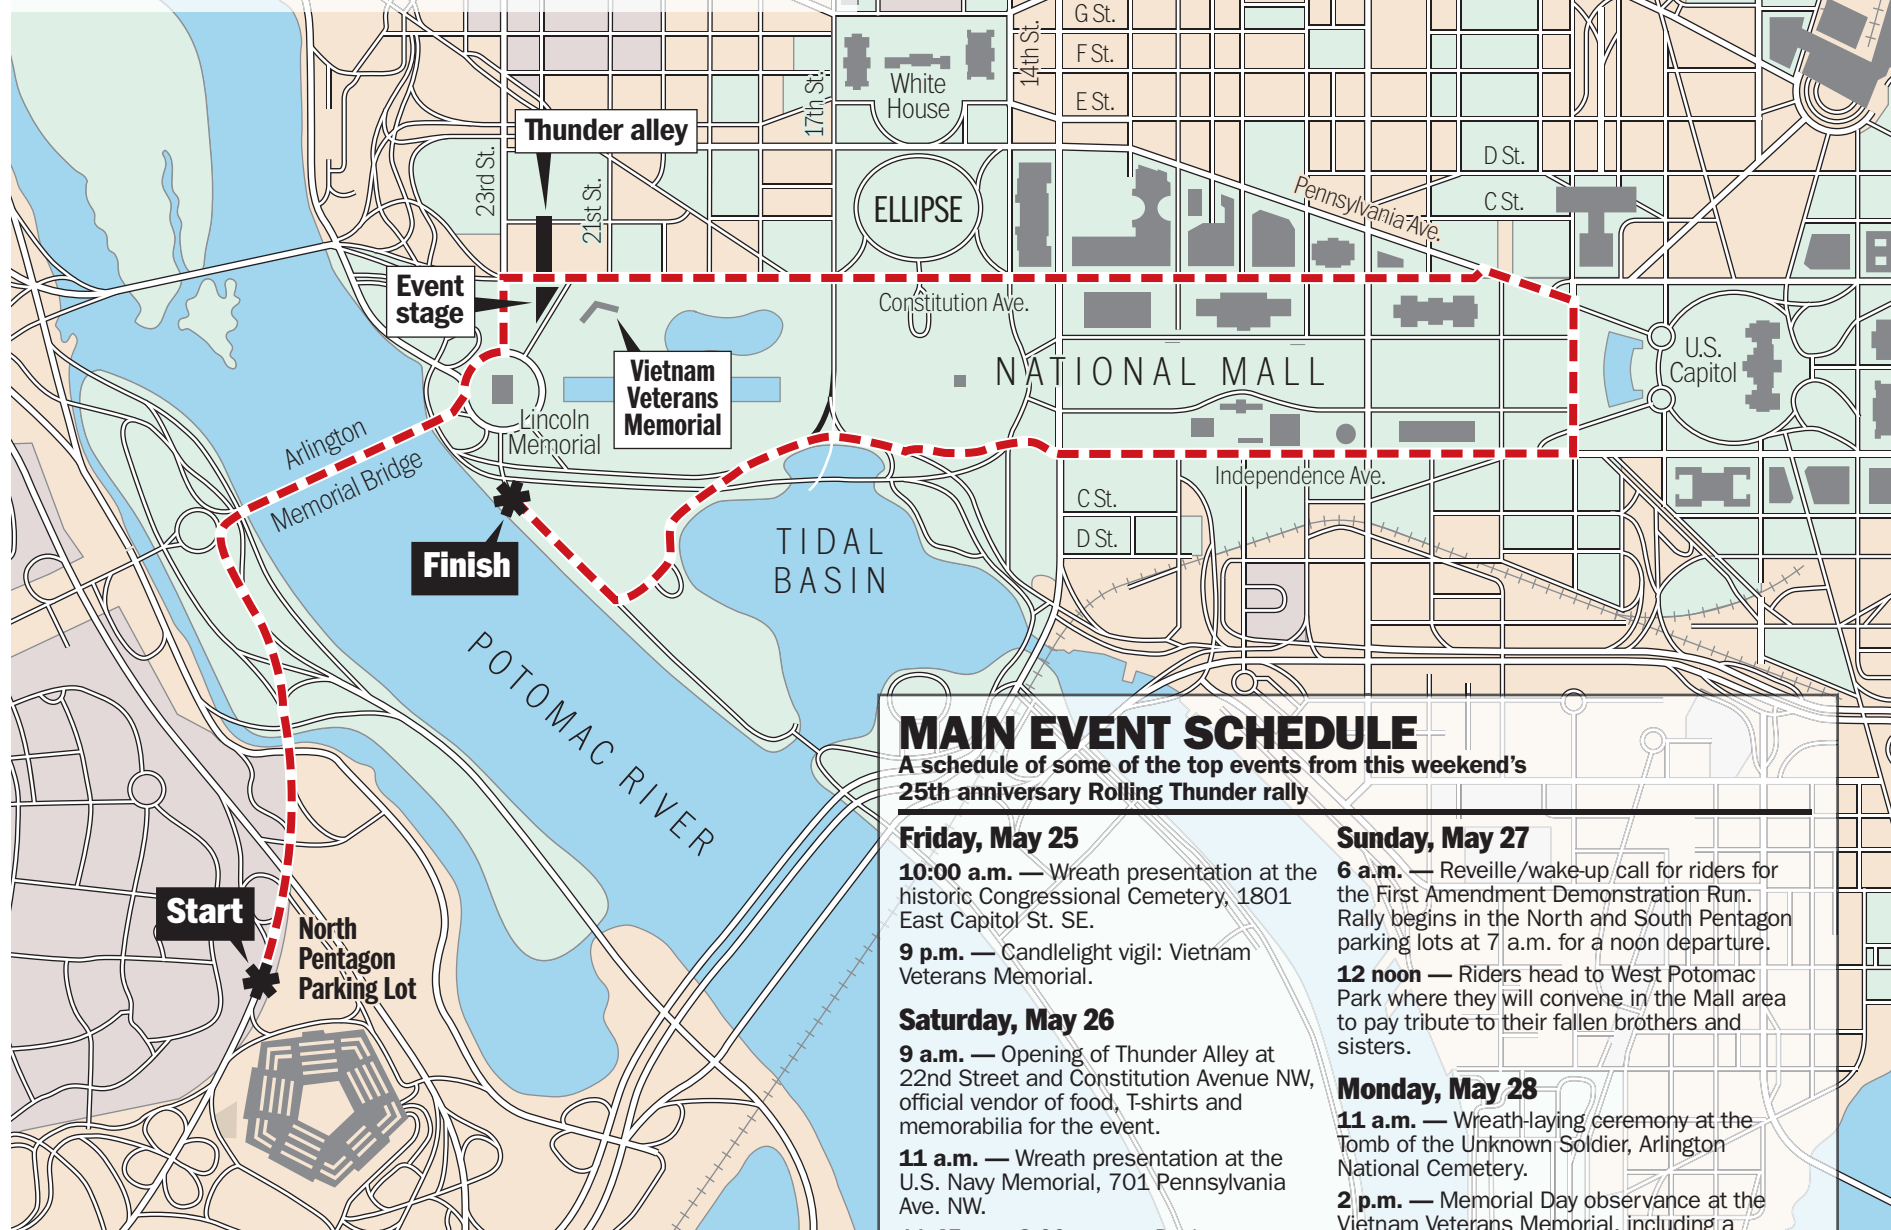 G St.
F St.
E St.
14th St.
17th St.
White
House
Thunder alley
23rd St.
21st St.
D St.
C St.
Pennsylvania Ave.
ELLIPSE
Event
stage
Constitution Ave.
Vietnam
Veterans
Memorial
NATIONAL MALL
U.S.
Capitol
Lincoln
Memorial
Arlington
Memorial Bridge
Independence Ave.
C St.
D St.
Finish
TIDAL
BASIN
POTOMAC RIVER
Start
North
Pentagon
Parking Lot
MAIN EVENT SCHEDULE
A schedule of some of the top events from this weekend's
25th anniversary Rolling Thunder rally
Friday, May 25
10:00 a.m. — Wreath presentation at the
historic Congressional Cemetery, 1801
East Capitol St. SE.
9 p.m. — Candlelight vigil: Vietnam
Veterans Memorial.
Saturday, May 26
9 a.m. — Opening of Thunder Alley at
22nd Street and Constitution Avenue NW,
official vendor of food, T-shirts and
memorabilia for the event.
11 a.m. — Wreath presentation at the
U.S. Navy Memorial, 701 Pennsylvania
Ave. NW.
Sunday, May 27
6 a.m. — Reveille/wake-up call for riders for
the First Amendment Demonstration Run.
Rally begins in the North and South Pentagon
parking lots at 7 a.m. for a noon departure.
12 noon — Riders head to West Potomac
Park where they will convene in the Mall area
to pay tribute to their fallen brothers and
sisters.
Monday, May 28
11 a.m. — Wreath-laying ceremony at the
Tomb of the Unknown Soldier, Arlington
National Cemetery.
2 p.m. — Memorial Day observance at the
Vietnam Veterans Memorial, including a